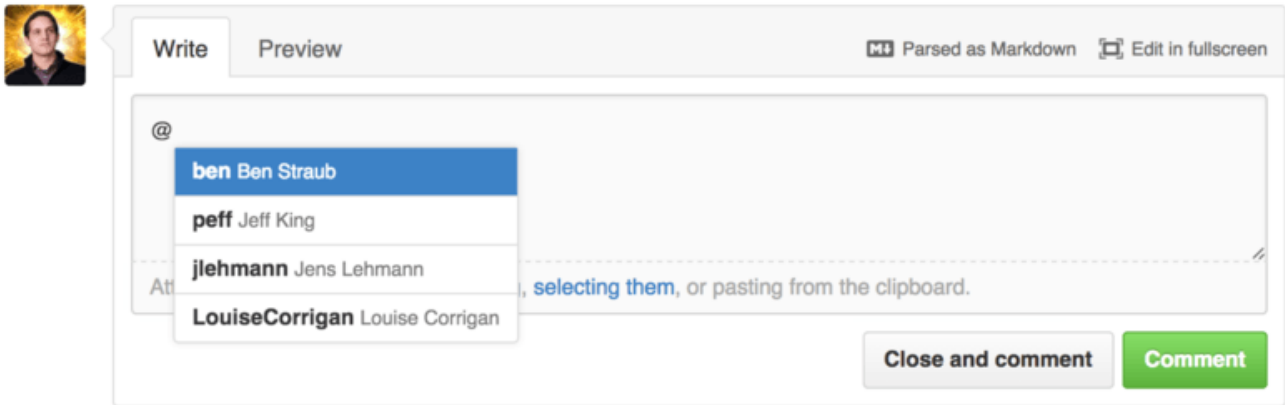 Write Preview Parsed as Markdown Edit in fullscreen
@
ben Ben Straub
peff Jeff King
jlehmann Jens Lehmann
, selecting them, or pasting from the clipboard.
LouiseCorrigan Louise Corrigan
Close and comment Comment